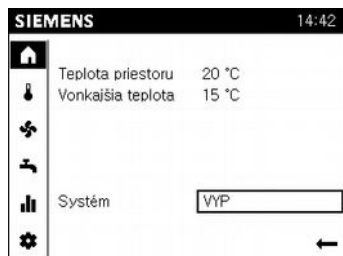 SIEMENS 14:42
Teplota priestoru 20 °C
Vonkajšia teplota 15 °C
Systém VYP